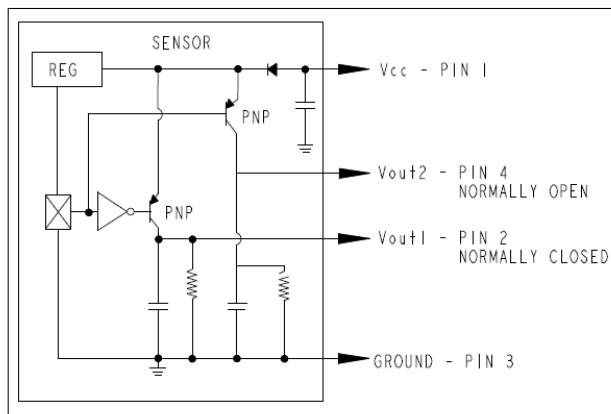 SENSOR
REG
Vcc - PIN 1
PNP
Vout2 - PIN 4
NORMALLY OPEN
PNP
Vout1 - PIN 2
NORMALLY CLOSED
GROUND - PIN 3